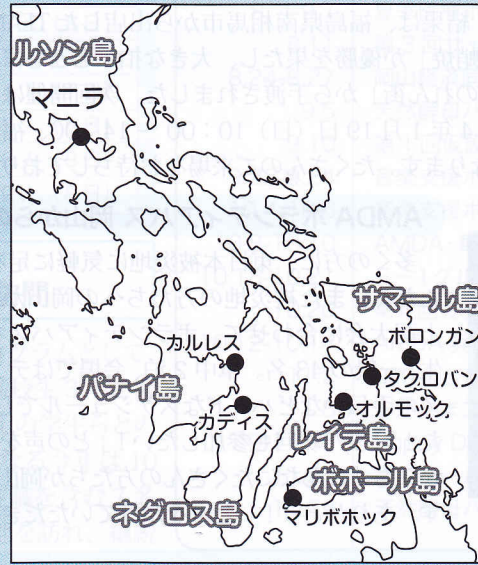 ルソン島
マニラ
サマール島
ボロンガン
カルレス
タクロバン
パナイ島
カディス
オルモック
レイテ島
ボホール島
ネグロス島
マリボホック